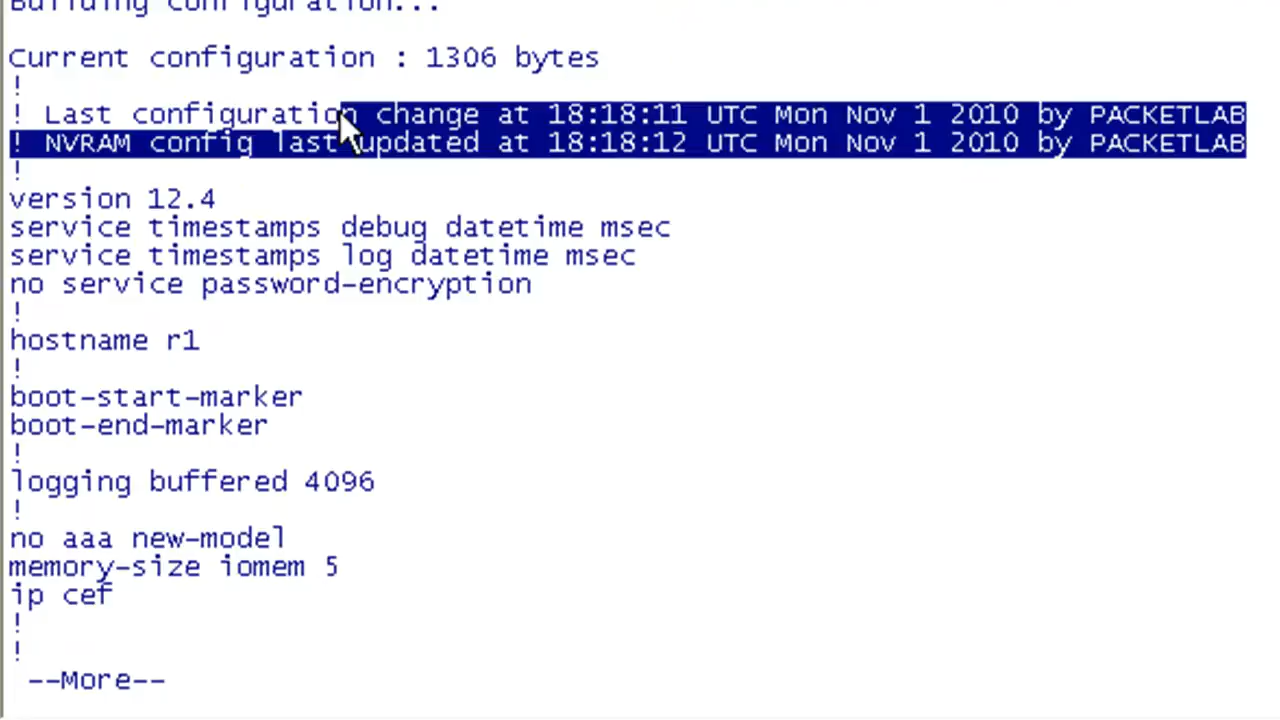 Building configuration...
Current configuration : 1306 bytes
!
! Last configuration change at 18:18:11 UTC Mon Nov 1 2010 by PACKETLAB
! NVRAM config last updated at 18:18:12 UTC Mon Nov 1 2010 by PACKETLAB
!
version 12.4
service timestamps debug datetime msec
service timestamps log datetime msec
no service password-encryption
!
hostname r1
!
boot-start-marker
boot-end-marker
!
logging buffered 4096
!
no aaa new-model
memory-size iomem 5
ip cef
!
!
--More--